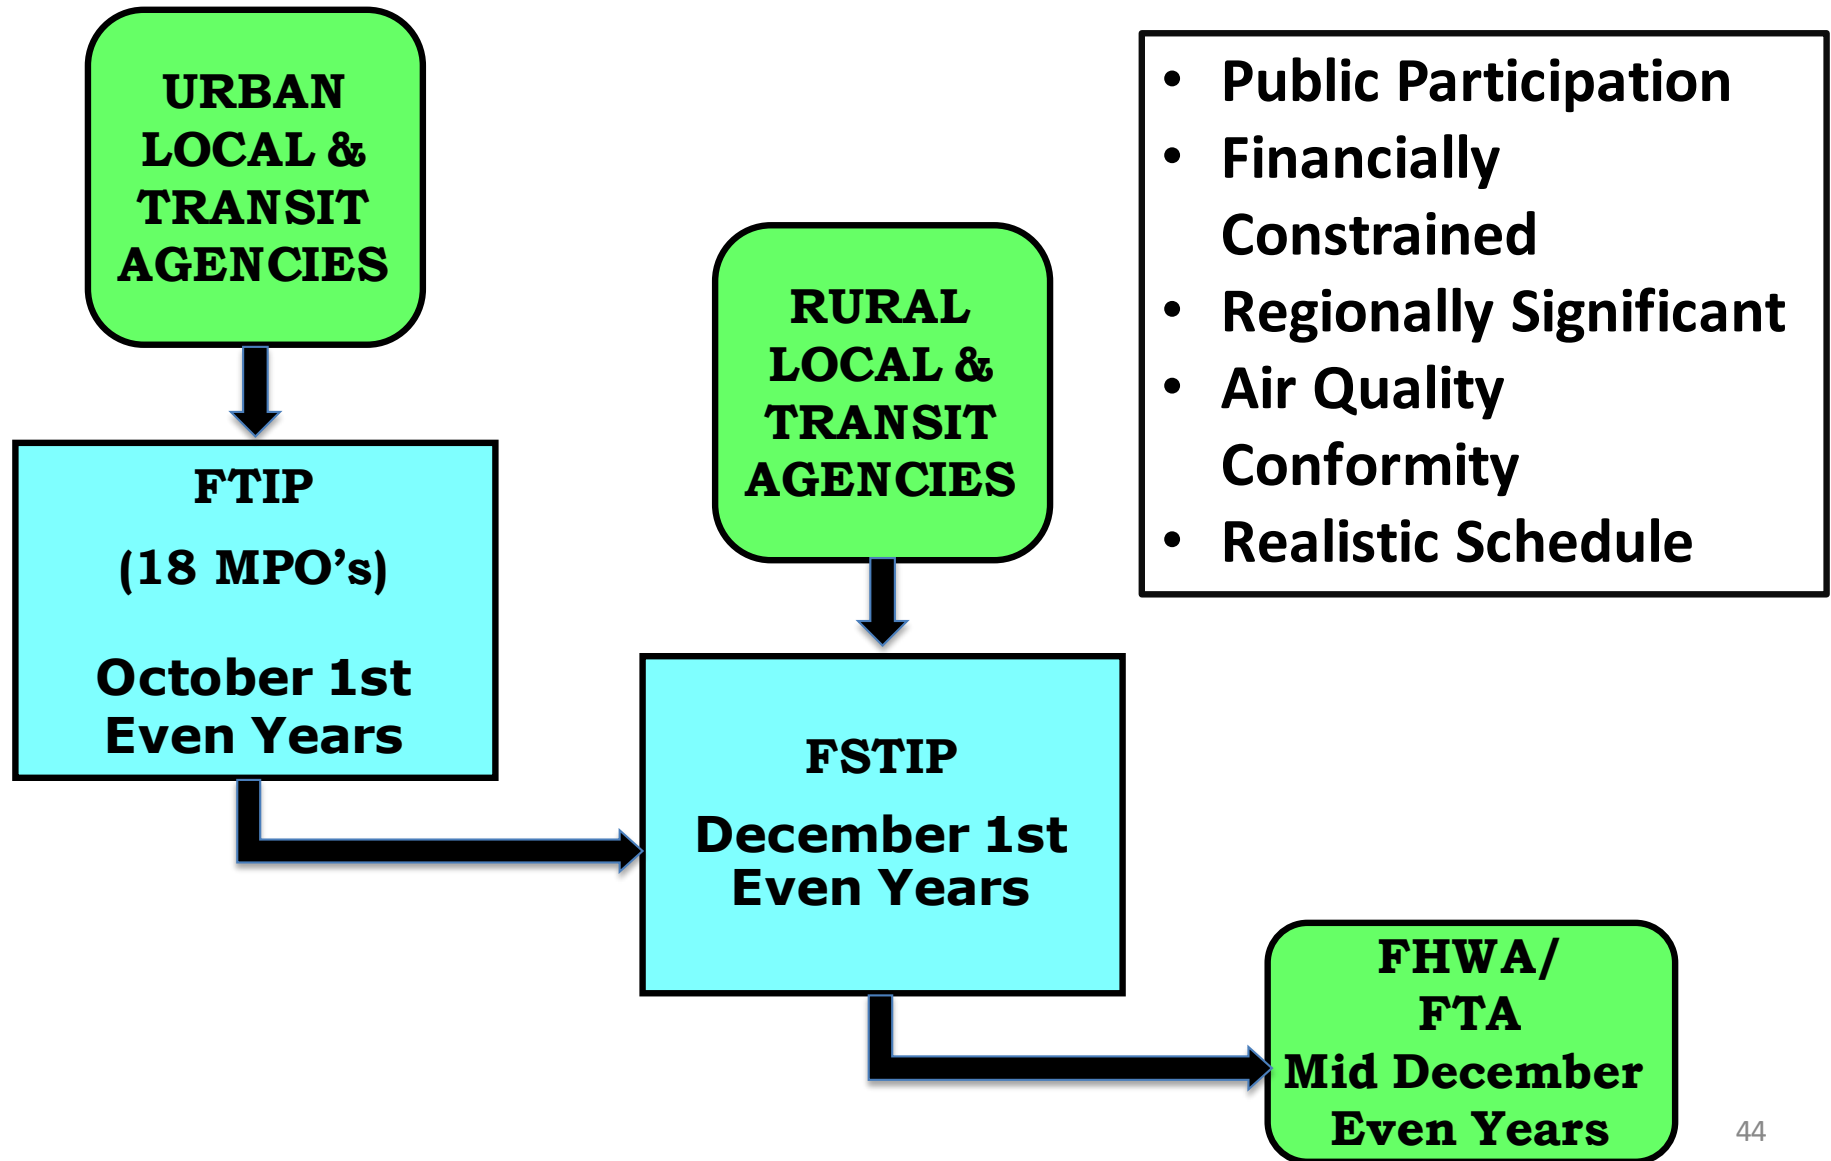 URBAN
LOCAL &
TRANSIT
AGENCIES
FTIP
(18 MPO’s)
October 1st
Even Years
RURAL
LOCAL &
TRANSIT
AGENCIES
FSTIP
December 1st
Even Years
• Public Participation
• Financially
Constrained
• Regionally Significant
• Air Quality
Conformity
• Realistic Schedule
FHWA/
FTA
Mid December
Even Years
44